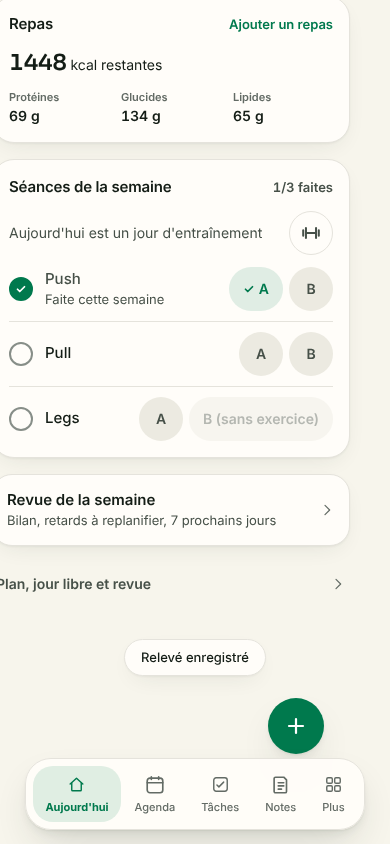 Repas
Ajouter un repas
1448 kcal restantes
Protéines
Glucides
Lipides
69 g
134 g
65 g
Séances de la semaine
1/3 faites
Aujourd'hui est un jour d'entraînement
Push
Faite cette semaine
A
B
Pull
A
B
Legs
A
B (sans exercice)
Revue de la semaine
Bilan, retards à replanifier, 7 prochains jours
Plan, jour libre et revue
Relevé enregistré
Aujourd'hui
Agenda
Tâches
Notes
Plus